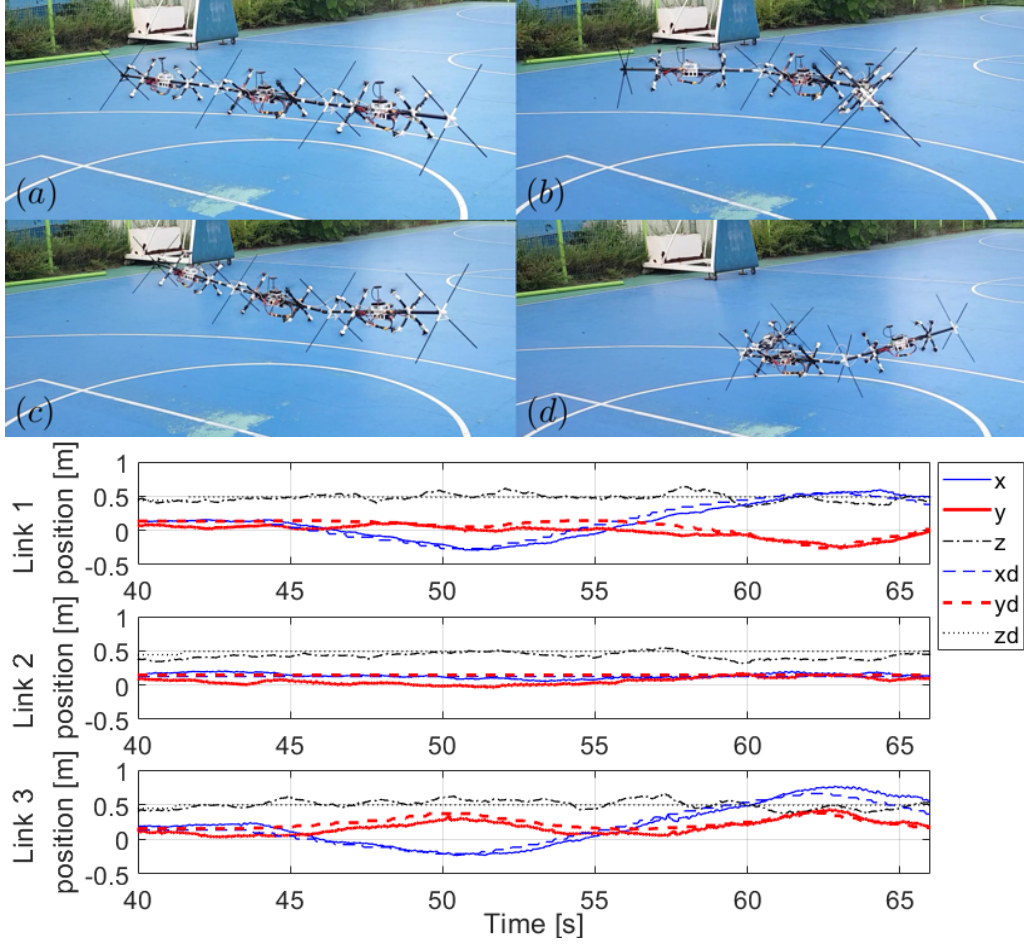 (a)
(b)
(c)
(d)
Link 1
position [m]
1
0.5
0
-0.5
40 45 50 55 60 65
x
y
z
xd
yd
zd
Link 2
position [m]
1
0.5
0
-0.5
40 45 50 55 60 65
Link 3
position [m]
1
0.5
0
-0.5
40 45 50 55 60 65
Time [s]